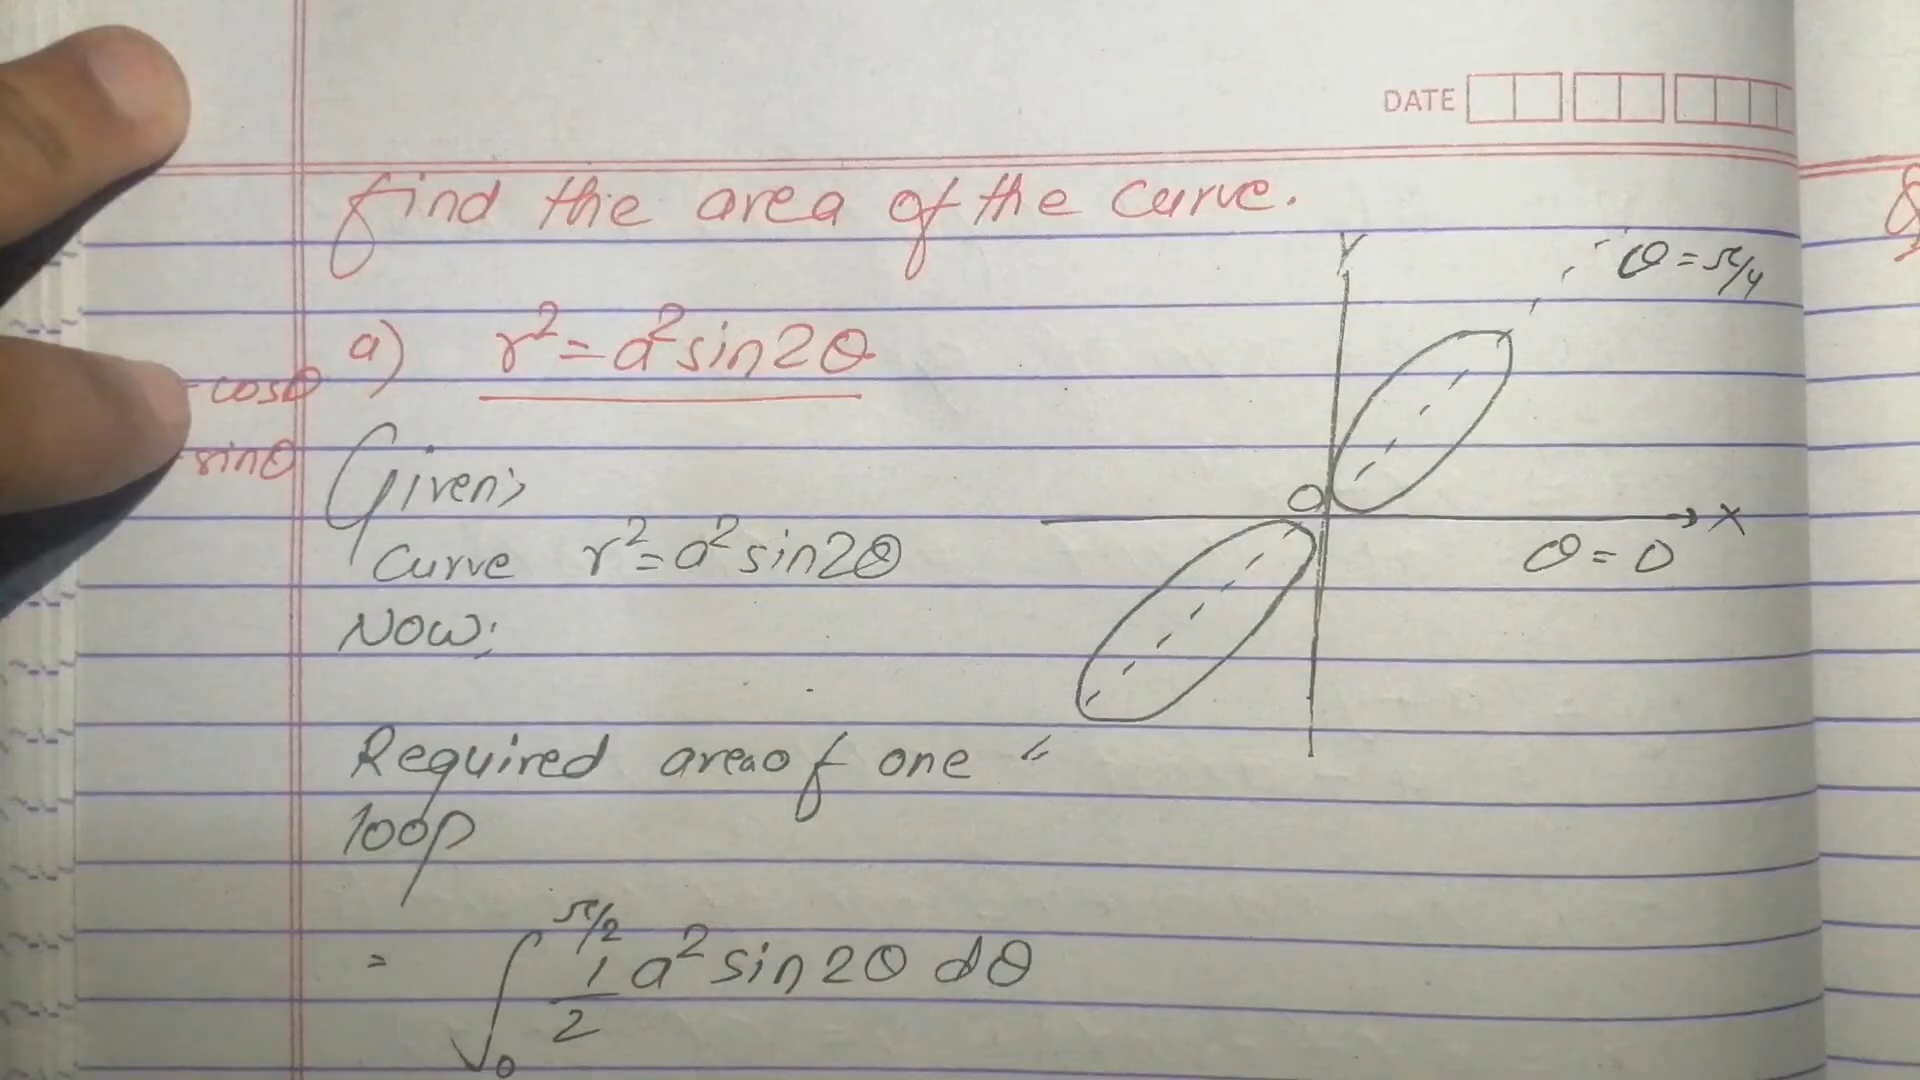 DATE
find the area of the curve.
a) r²=a²sin2θ
-cosθ
sinθ
Given;
Curve r²=a²sin2θ
Now;
Y
θ=π/4
O
X
θ=0
Required area of one
loop
= ∫₀^π/2 1/2 a² sin2θ dθ